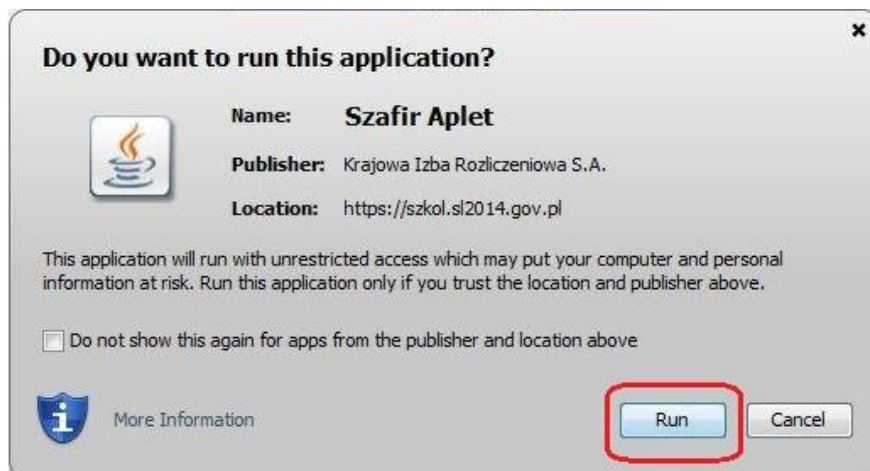 Do you want to run this application?
Name: Szafir Aplet
Publisher: Krajowa Izba Rozliczeniowa S.A.
Location: https://szkol.sl2014.gov.pl
This application will run with unrestricted access which may put your computer and personal
information at risk. Run this application only if you trust the location and publisher above.
Do not show this again for apps from the publisher and location above
More Information
Run
Cancel